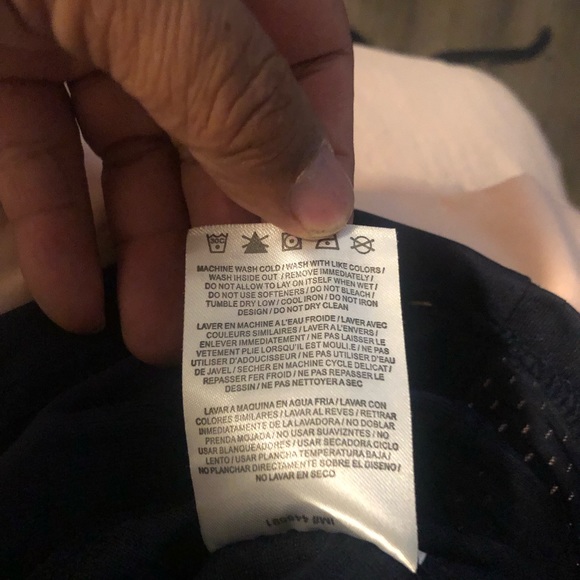 30C
MACHINE WASH COLD / WASH WITH LIKE COLORS /
WASH INSIDE OUT / REMOVE IMMEDIATELY /
DO NOT ALLOW TO LAY ON ITSELF WHEN WET /
DO NOT USE SOFTENERS / DO NOT BLEACH /
TUMBLE DRY LOW / COOL IRON / DO NOT IRON
DESIGN / DO NOT DRY CLEAN
LAVER EN MACHINE A L'EAU FROIDE / LAVER AVEC
COULEURS SIMILAIRES / LAVER A L'ENVERS /
ENLEVER IMMEDIATEMENT / NE PAS LAISSER LE
VETEMENT PLIE LORSQU'IL EST MOUILLE / NE PAS
UTILISER D'ADOUCISSEUR / NE PAS UTILISER D'EAU
DE JAVEL / SECHER EN MACHINE CYCLE DELICAT /
REPASSER FER FROID / NE PAS REPASSER LE
DESSIN / NE PAS NETTOYER A SEC
LAVAR A MAQUINA EN AGUA FRIA / LAVAR CON
COLORES SIMILARES / LAVAR AL REVES / RETIRAR
INMEDIATAMENTE DE LA LAVADORA / NO DOBLAR
PRENDA MOJADA / NO USAR SUAVIZNTES / NO
USAR BLANQUEADORES / USAR SECADORA CICLO
LENTO / USAR PLANCHA TEMPERATURA BAJA /
NO PLANCHAR DIRECTAMENTE SOBRE EL DISENO /
NO LAVAR EN SECO